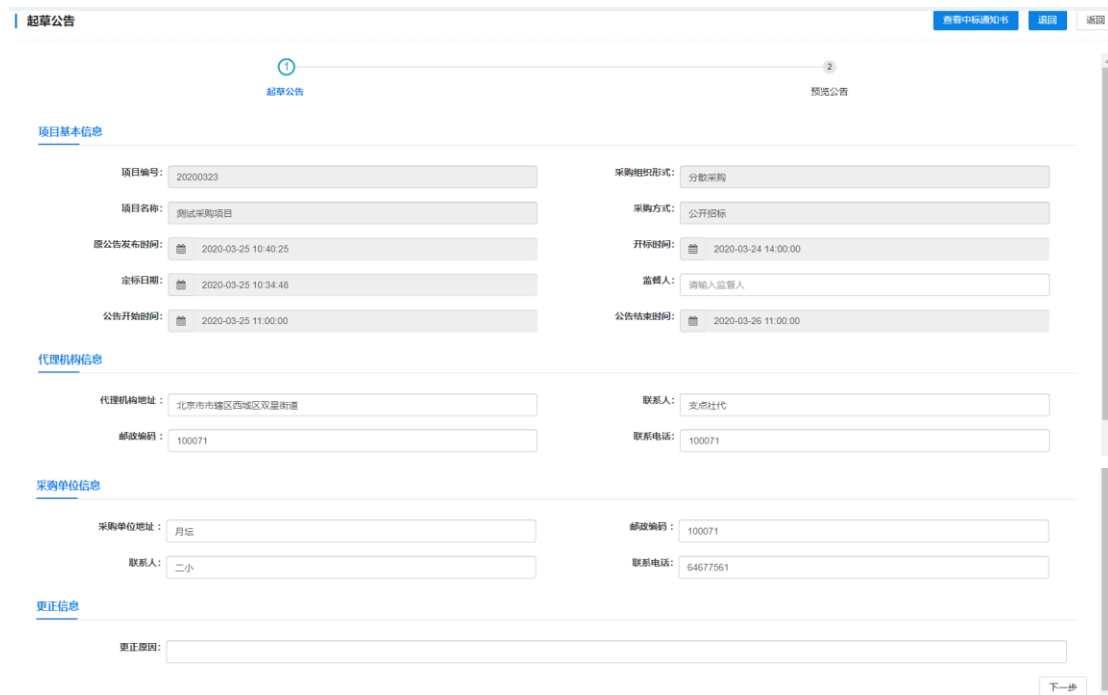 起草公告 查看中标通知书 退回 返回
1 2
起草公告 预览公告
项目基本信息
项目编号： 20200323 采购组织形式： 分散采购
项目名称： 测试采购项目 采购方式： 公开招标
原公告发布时间： 2020-03-25 10:40:25 开标时间： 2020-03-24 14:00:00
定标日期： 2020-03-25 10:34:48 监督人： 请输入监督人
公告开始时间： 2020-03-25 11:00:00 公告结束时间： 2020-03-26 11:00:00
代理机构信息
代理机构地址： 北京市市辖区西城区双星街道 联系人： 支点社代
邮政编码： 100071 联系电话： 100071
采购单位信息
采购单位地址： 月坛 邮政编码： 100071
联系人： 二小 联系电话： 64677561
更正信息
更正原因：
下一步